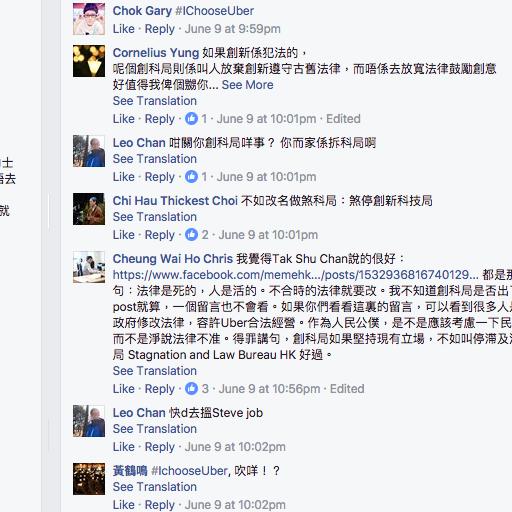 Chok Gary #IChooseUber
Like · Reply · June 9 at 9:59pm
Cornelius Yung 如果創新係犯法的，
呢個創科局則係叫人放棄創新遵守古舊法律，而唔係去放寬法律鼓勵創意
好值得我俾個嬲你... See More
See Translation
Like · Reply · 1 · June 9 at 10:01pm · Edited
Leo Chan 咁關你創科局咩事？ 你而家係拆科局啊
See Translation
Like · Reply · 1 · June 9 at 10:01pm
士
去
就
Chi Hau Thickest Choi 不如改名做煞科局：煞停創新科技局
See Translation
Like · Reply · 2 · June 9 at 10:01pm
Cheung Wai Ho Chris 我覺得Tak Shu Chan說的很好：
https://www.facebook.com/memehk.../posts/1532936816740129... 都是那
句：法律是死的，人是活的。不合時的法律就要改。我不知道創科局是否出了
post就算，一個留言也不會看。如果你們看看這裏的留言，可以看到很多人是
政府修改法律，容許Uber合法經營。作為人民公僕，是不是應該考慮一下民
而不是淨說法律不准。得罪講句，創科局如果堅持現有立場，不如叫停滯及法
局 Stagnation and Law Bureau HK 好過。
See Translation
Like · Reply · 3 · June 9 at 10:56pm · Edited
Leo Chan 快d去搵Steve job
See Translation
Like · Reply · June 9 at 10:02pm
黃鶴鳴 #IchooseUber, 吹咩！？
See Translation
Like · Reply · June 9 at 10:02pm